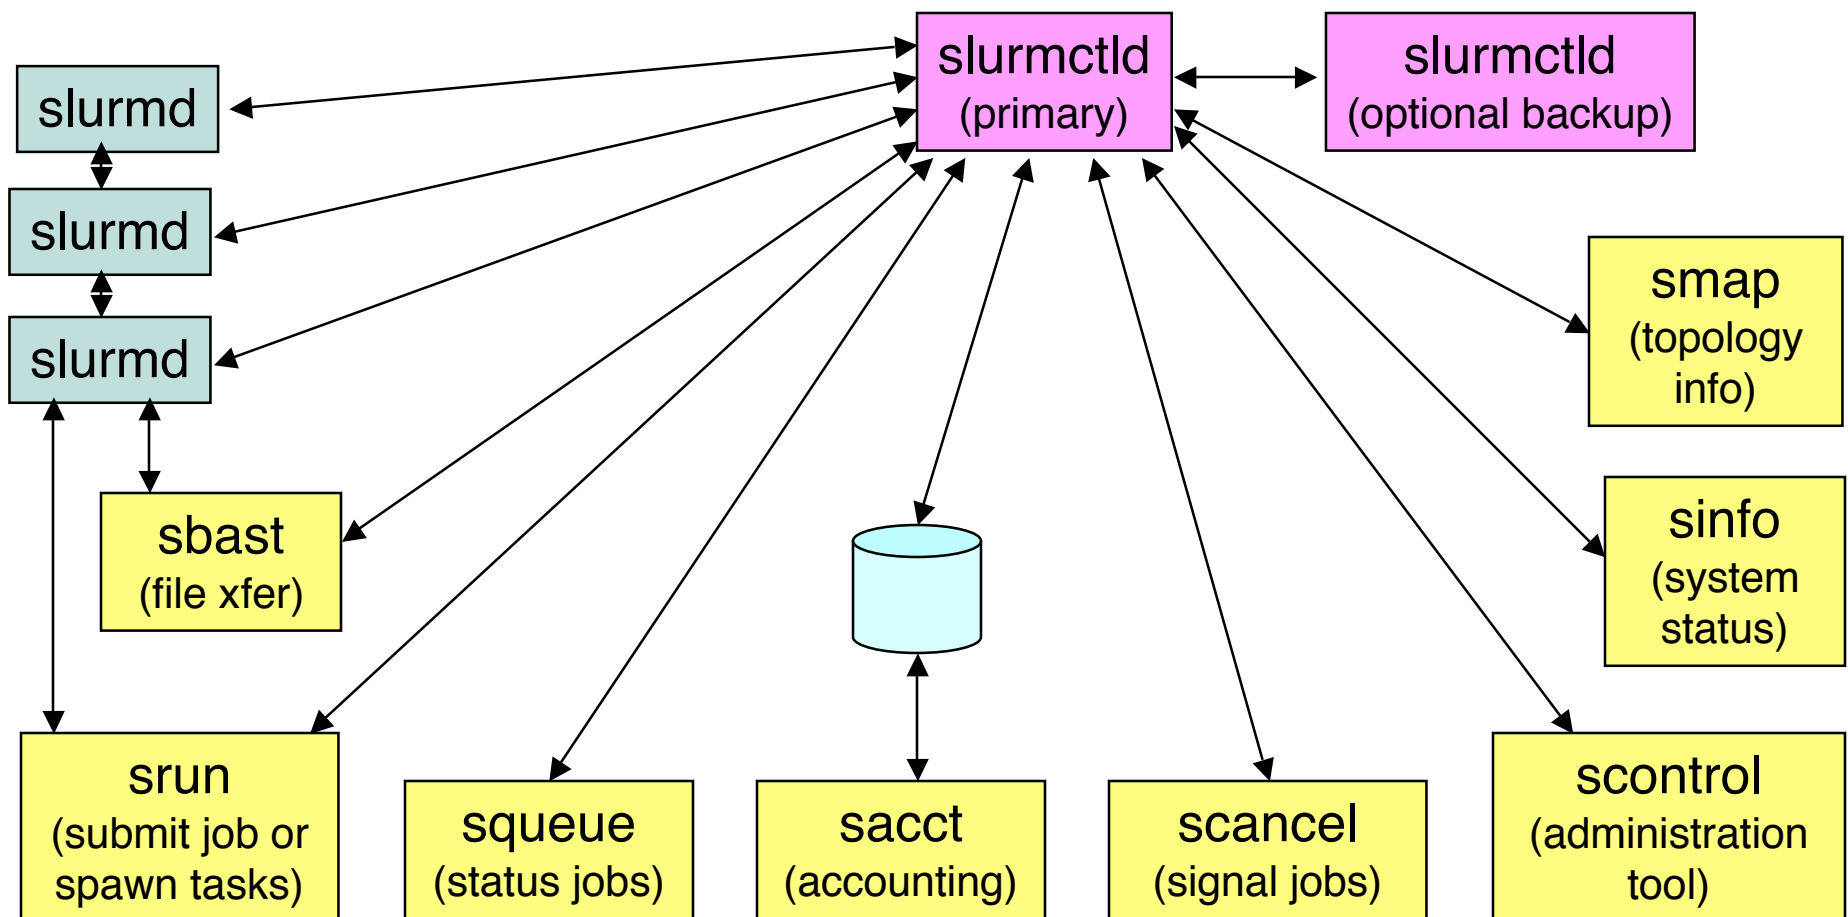 slurmctld
(primary)
slurmctld
(optional backup)
slurmd
slurmd
slurmd
smap
(topology
info)
sbast
(file xfer)
sinfo
(system
status)
srun
(submit job or
spawn tasks)
squeue
(status jobs)
sacct
(accounting)
scancel
(signal jobs)
scontrol
(administration
tool)